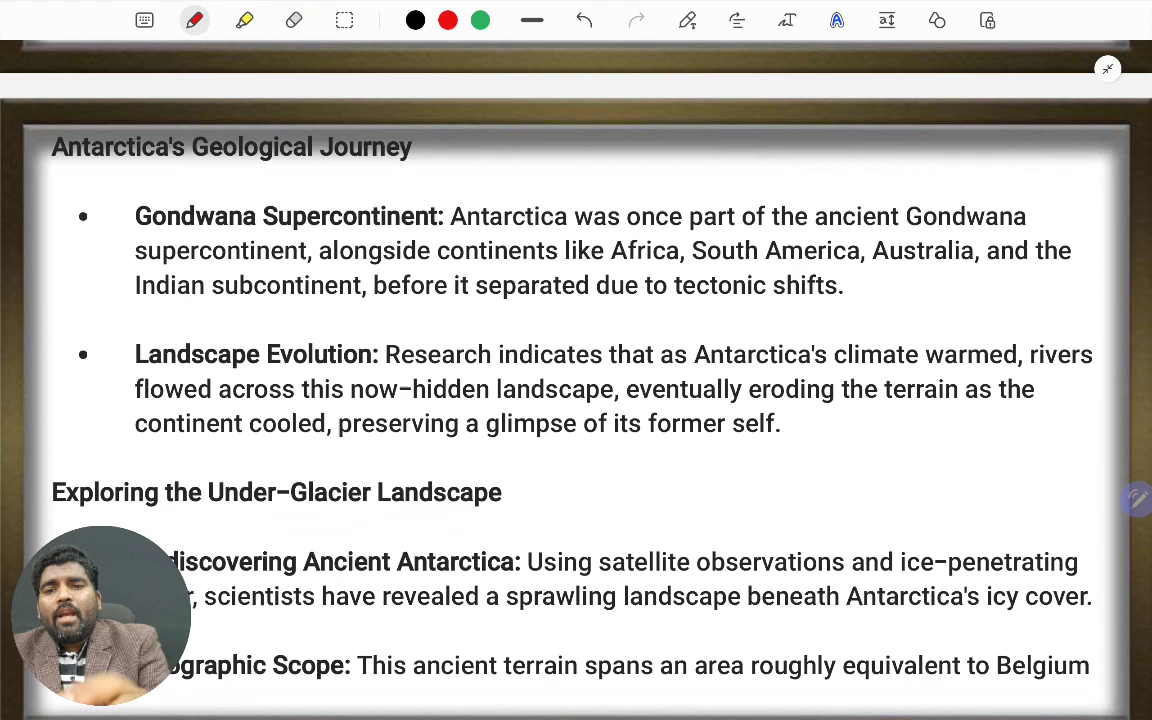 Antarctica's Geological Journey
• Gondwana Supercontinent: Antarctica was once part of the ancient Gondwana
supercontinent, alongside continents like Africa, South America, Australia, and the
Indian subcontinent, before it separated due to tectonic shifts.
• Landscape Evolution: Research indicates that as Antarctica's climate warmed, rivers
flowed across this now-hidden landscape, eventually eroding the terrain as the
continent cooled, preserving a glimpse of its former self.
Exploring the Under-Glacier Landscape
discovering Ancient Antarctica: Using satellite observations and ice-penetrating
, scientists have revealed a sprawling landscape beneath Antarctica's icy cover.
ographic Scope: This ancient terrain spans an area roughly equivalent to Belgium